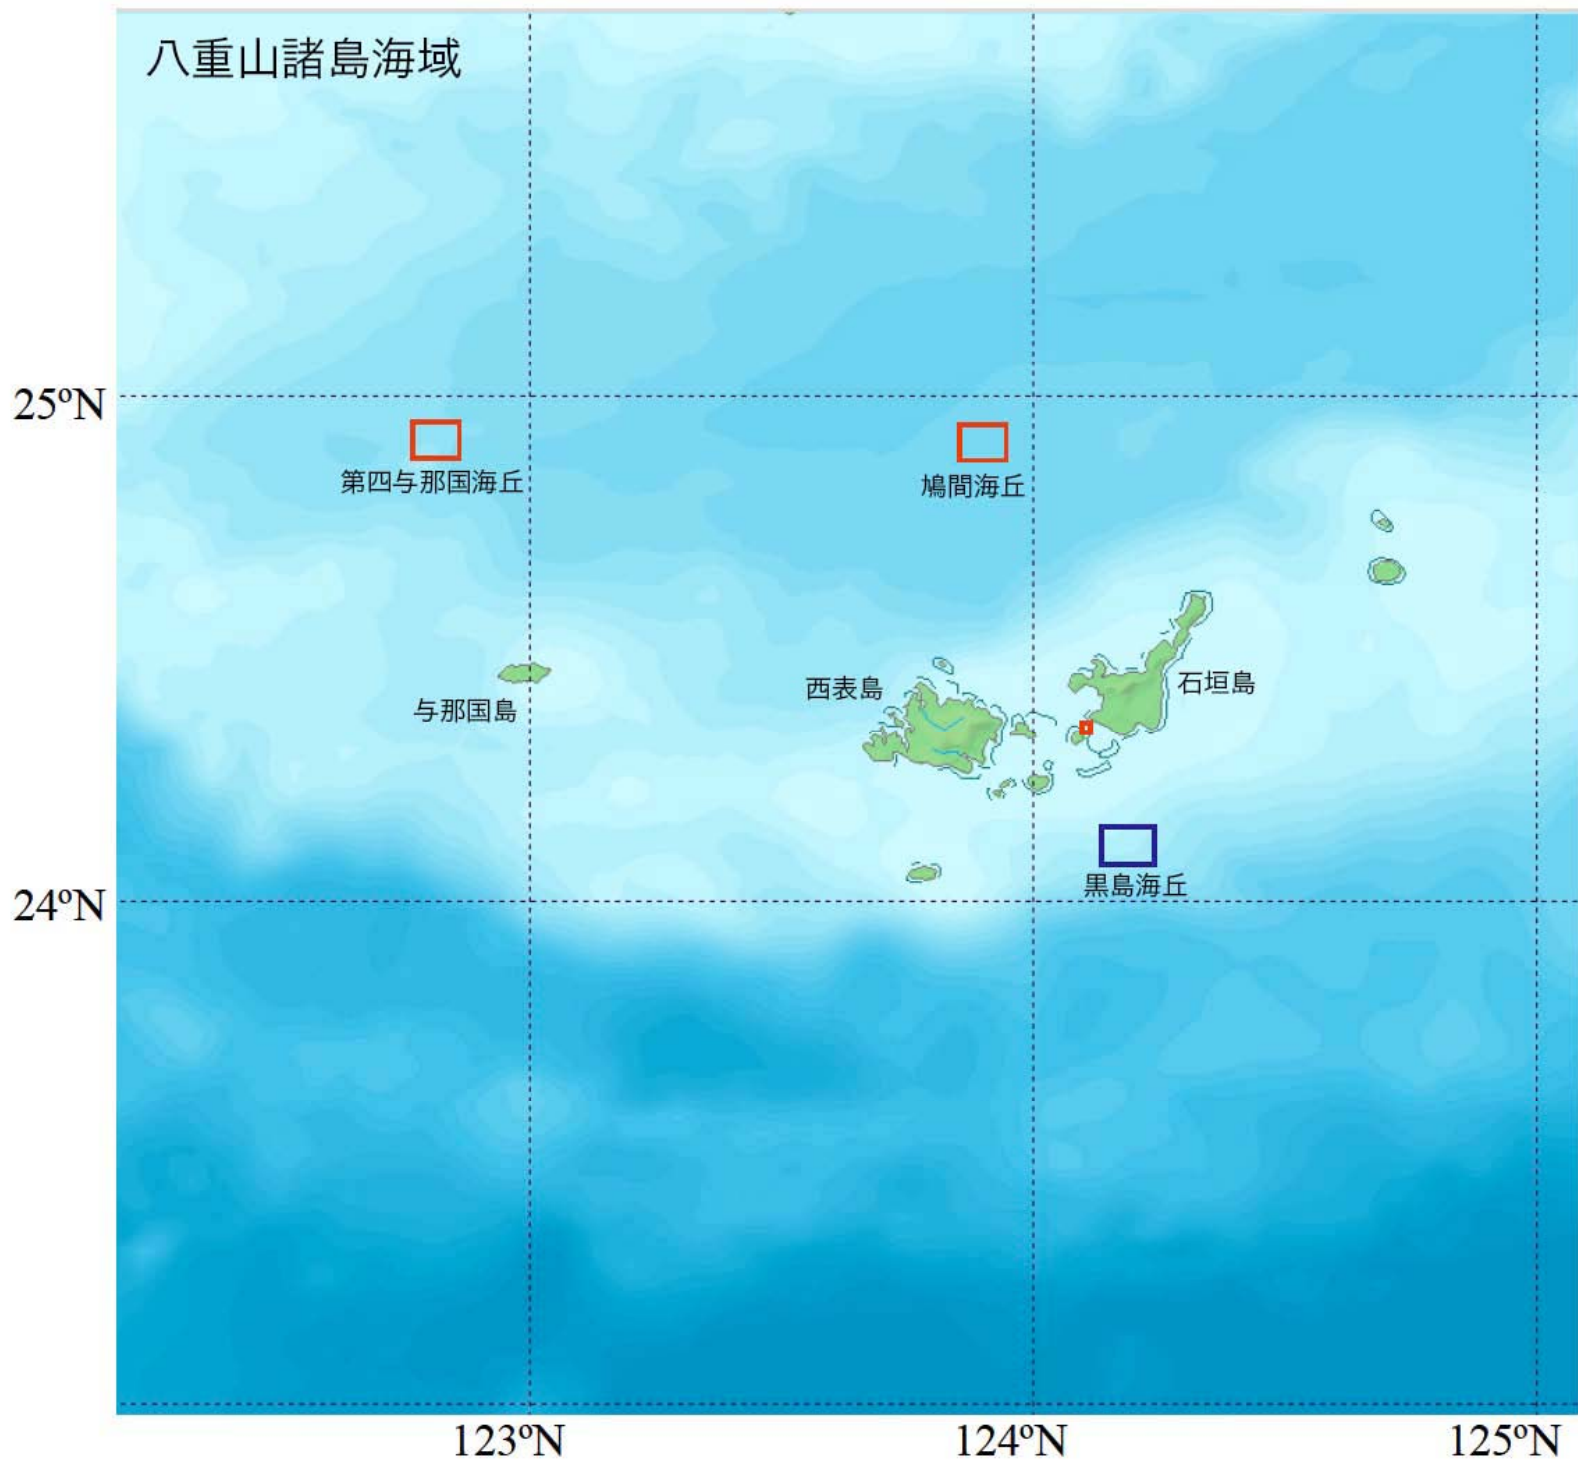 八重山諸島海域
25ºN
第四与那国海丘
鳩間海丘
与那国島
西表島
石垣島
黒島海丘
24ºN
123ºN
124ºN
125ºN